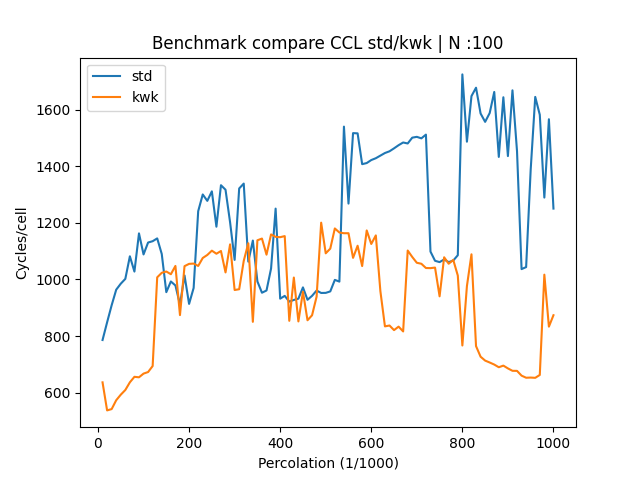 Benchmark compare CCL std/kwk | N :100
std
kwk
Cycles/cell
1600
1400
1200
1000
800
600
0 200 400 600 800 1000
Percolation (1/1000)